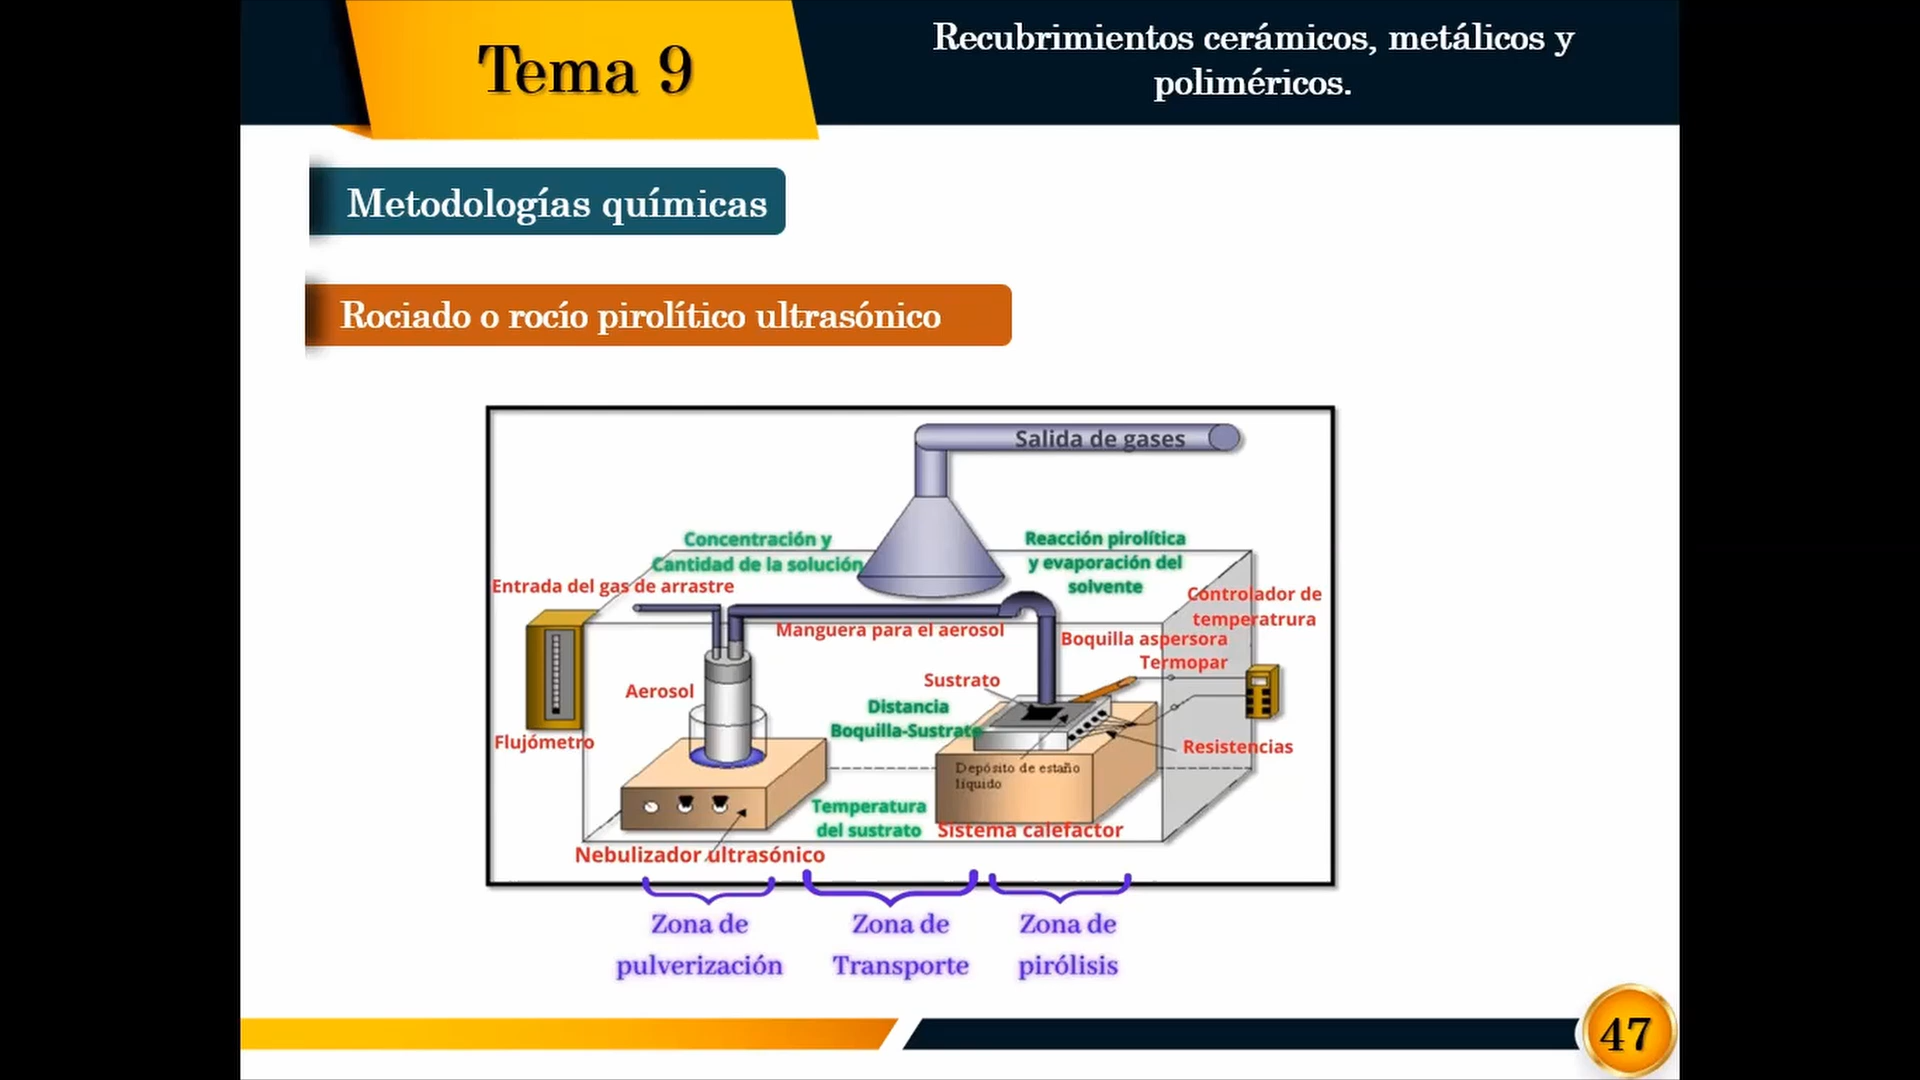 Tema 9
Recubrimientos cerámicos, metálicos y
poliméricos.
Metodologías químicas
Rociado o rocío pirolítico ultrasónico
Salida de gases
Concentración y
Cantidad de la solución
Reacción pirolítica
y evaporación del
solvente
Entrada del gas de arrastre
Controlador de
temperatrura
Manguera para el aerosol
Boquilla aspersora
Termopar
Sustrato
Aerosol
Distancia
Boquilla-Sustrato
Flujómetro
Resistencias
Depósito de estaño
líquido
Temperatura
del sustrato
Sistema calefactor
Nebulizador ultrasónico
Zona de
pulverización
Zona de
Transporte
Zona de
pirólisis
47